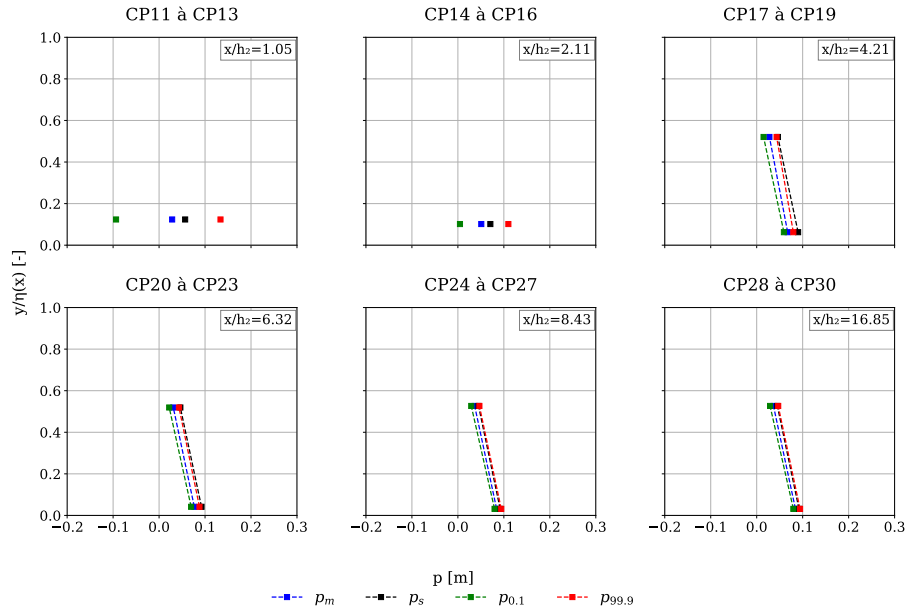 CP11 à CP13
CP14 à CP16
CP17 à CP19
x/h₂=1.05
x/h₂=2.11
x/h₂=4.21
1.0
0.8
0.6
0.4
0.2
0.0
y/η(x) [-]
CP20 à CP23
CP24 à CP27
CP28 à CP30
x/h₂=6.32
x/h₂=8.43
x/h₂=16.85
1.0
0.8
0.6
0.4
0.2
0.0
−0.2 −0.1 0.0 0.1 0.2 0.3
−0.2 −0.1 0.0 0.1 0.2 0.3
−0.2 −0.1 0.0 0.1 0.2 0.3
p [m]
pₘ pₛ p₀.₁ p₉₉.₉